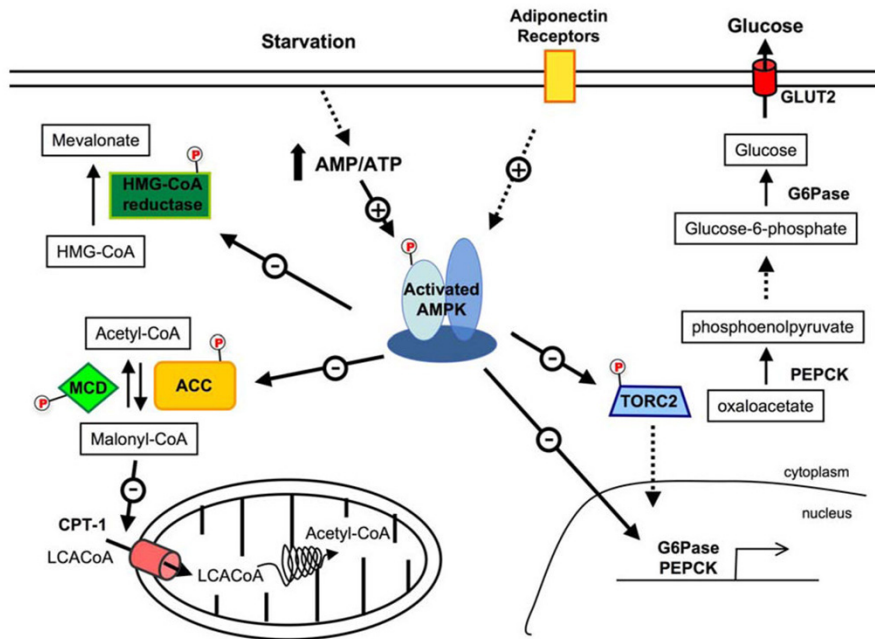 Starvation
Adiponectin
Receptors
Glucose
GLUT2
Mevalonate
P
HMG-CoA
reductase
HMG-CoA
AMP/ATP
+
+
Glucose
G6Pase
Glucose-6-phosphate
-
P
Activated
AMPK
phosphoenolpyruvate
PEPCK
oxaloacetate
Acetyl-CoA
P
MCD
P
ACC
-
Malonyl-CoA
-
P
TORC2
-
-
CPT-1
LCACoA
LCACoA
Acetyl-CoA
cytoplasm
nucleus
G6Pase
PEPCK